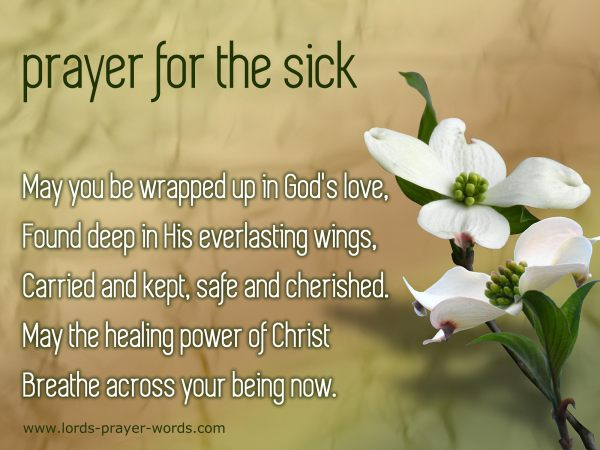 prayer for the sick
May you be wrapped up in God's love,
Found deep in His everlasting wings,
Carried and kept, safe and cherished.
May the healing power of Christ
Breathe across your being now.
www.lords-prayer-words.com